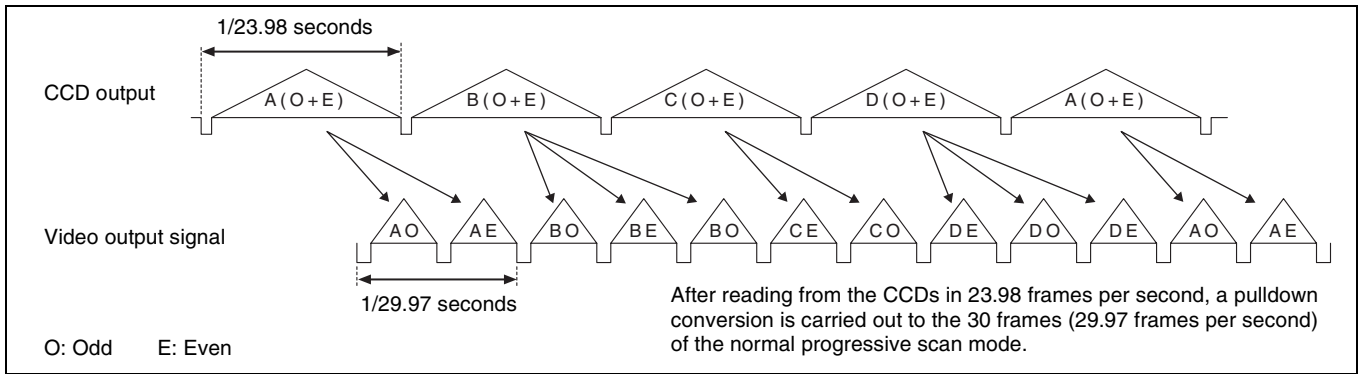 1/23.98 seconds
CCD output
A(O+E) B(O+E) C(O+E) D(O+E) A(O+E)
Video output signal
AO AE BO BE BO CE CO DE DO DE AO AE
1/29.97 seconds
After reading from the CCDs in 23.98 frames per second, a pulldown
conversion is carried out to the 30 frames (29.97 frames per second)
of the normal progressive scan mode.
O: Odd E: Even